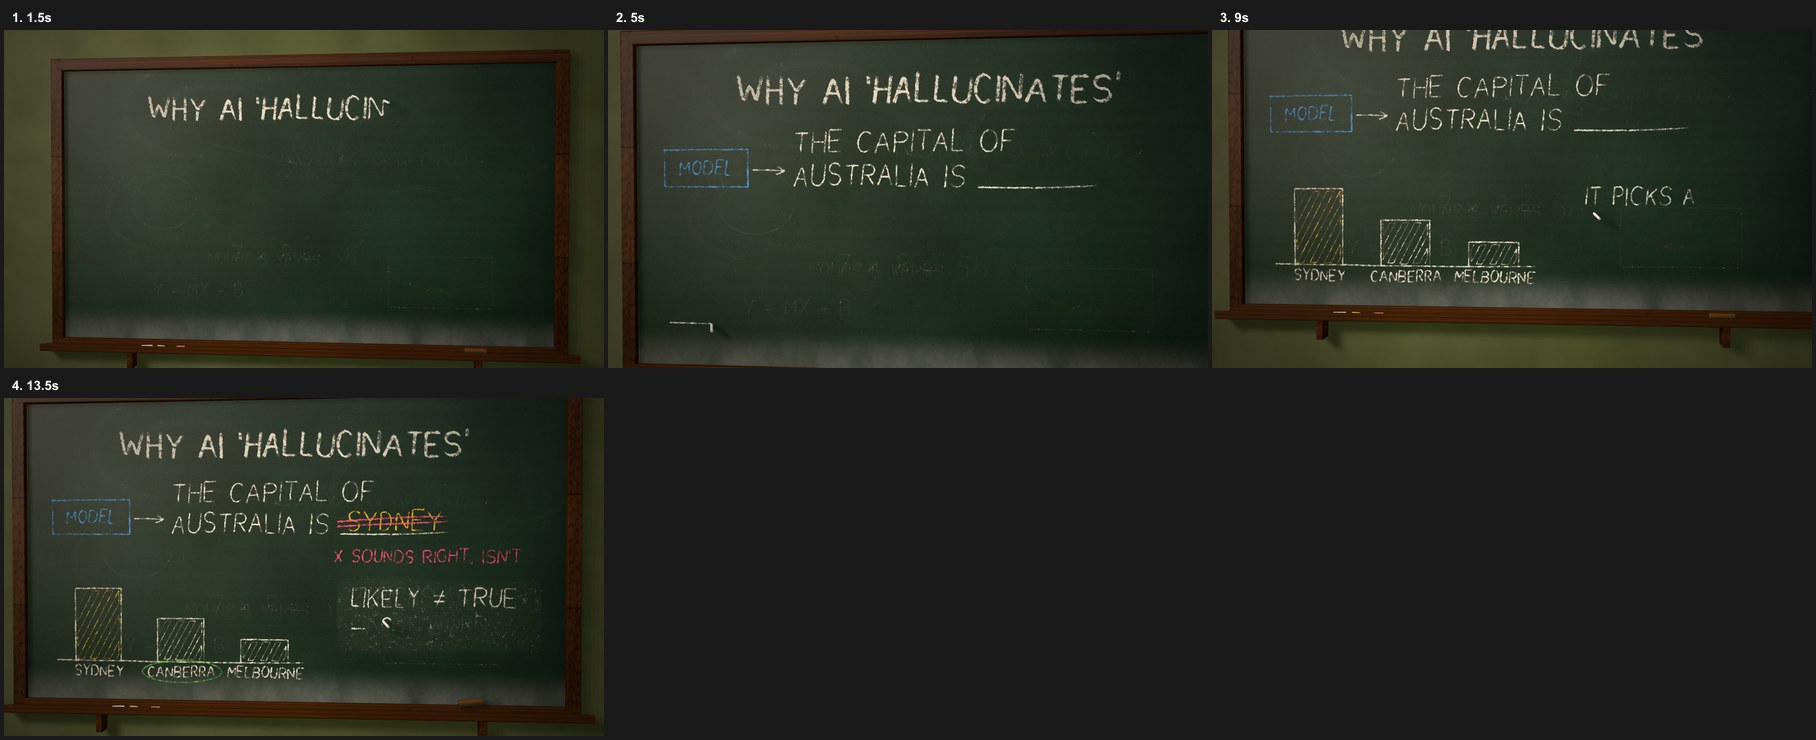 1. 1.5s
WHY AI 'HALLUCIN
Y = MX + B
2. 5s
WHY AI 'HALLUCINATES'
THE CAPITAL OF
MODEL
AUSTRALIA IS
Y = MX + B
3. 9s
WHY AI 'HALLUCINATES
THE CAPITAL OF
MODEL
AUSTRALIA IS
IT PICKS A
SYDNEY CANBERRA MELBOURNE
4. 13.5s
WHY AI 'HALLUCINATES'
THE CAPITAL OF
MODEL
AUSTRALIA IS SYDNEY
X SOUNDS RIGHT, ISN'T
LIKELY ≠ TRUE
SYDNEY CANBERRA MELBOURNE